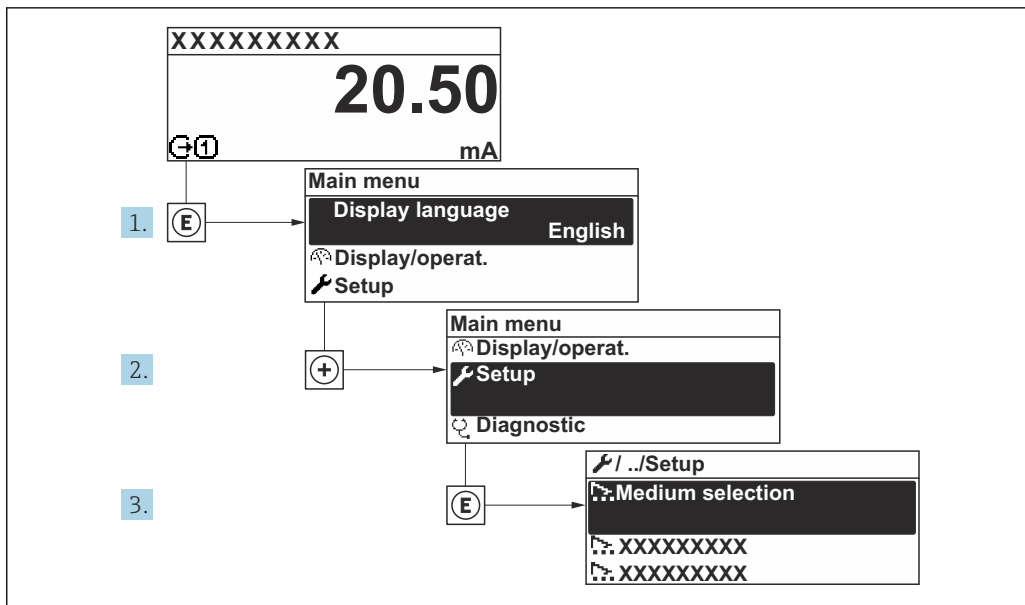 XXXXXXXXX
20.50
1
mA
Main menu
1.
E
Display language
English
Display/operat.
Setup
Main menu
Display/operat.
2.
+
Setup
Diagnostic
/ ../Setup
3.
E
Medium selection
XXXXXXXXX
XXXXXXXXX